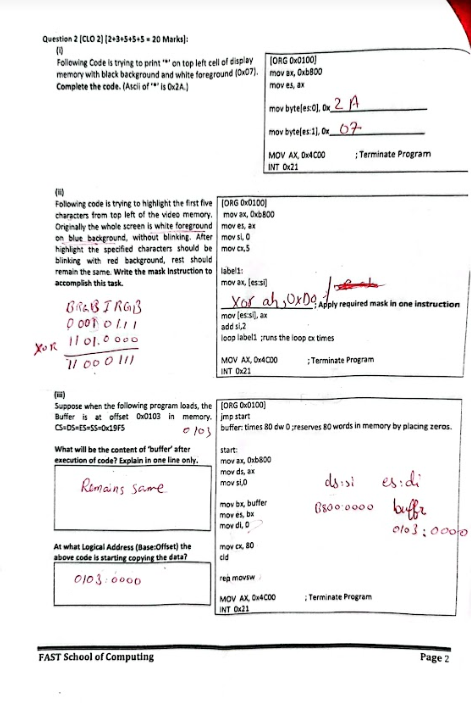 Question 2 [CLO 2] [2+3+5+5+5 = 20 Marks]:
(i)
Following Code is trying to print '*' on top left cell of display
memory with black background and white foreground (0x07).
Complete the code. (Ascii of '*' is 0x2A.)
[ORG 0x0100]
mov ax, 0xb800
mov es, ax
mov byte[es:0], 0x 2 A
mov byte[es:1], 0x 07
MOV AX, 0x4C00 ; Terminate Program
INT 0x21
(ii)
Following code is trying to highlight the first five
characters from top left of the video memory.
Originally the whole screen is white foreground
on blue background, without blinking. After
highlight the specified characters should be
blinking with red background, rest should
remain the same. Write the mask instruction to
accomplish this task.
BRGB IRGB
0001 0111
XOR 1101.0000
11000111
[ORG 0x0100]
mov ax, 0xb800
mov es, ax
mov si, 0
mov cx,5
label1:
mov ax, [es:si]
Xor ah, 0xD0 ; Apply required mask in one instruction
mov [es:si], ax
add si,2
loop label1 ;runs the loop cx times
MOV AX, 0x4C00 ; Terminate Program
INT 0x21
(iii)
Suppose when the following program loads, the
Buffer is at offset 0x0103 in memory.
CS=DS=ES=SS=0x19F5
0103
What will be the content of 'buffer' after
execution of code? Explain in one line only.
Remains same
At what Logical Address (Base:Offset) the
above code is starting copying the data?
0103:0000
[ORG 0x0100]
jmp start
buffer: times 80 dw 0 ;reserves 80 words in memory by placing zeros.
start:
mov ax, 0xb800
mov ds, ax
mov si,0
mov bx, buffer
mov es, bx
mov di, 0
mov cx, 80
cld
rep movsw
MOV AX, 0x4C00 ; Terminate Program
INT 0x21
ds:si es:di
B800:0000 buffr
0103:0000
FAST School of Computing Page 2